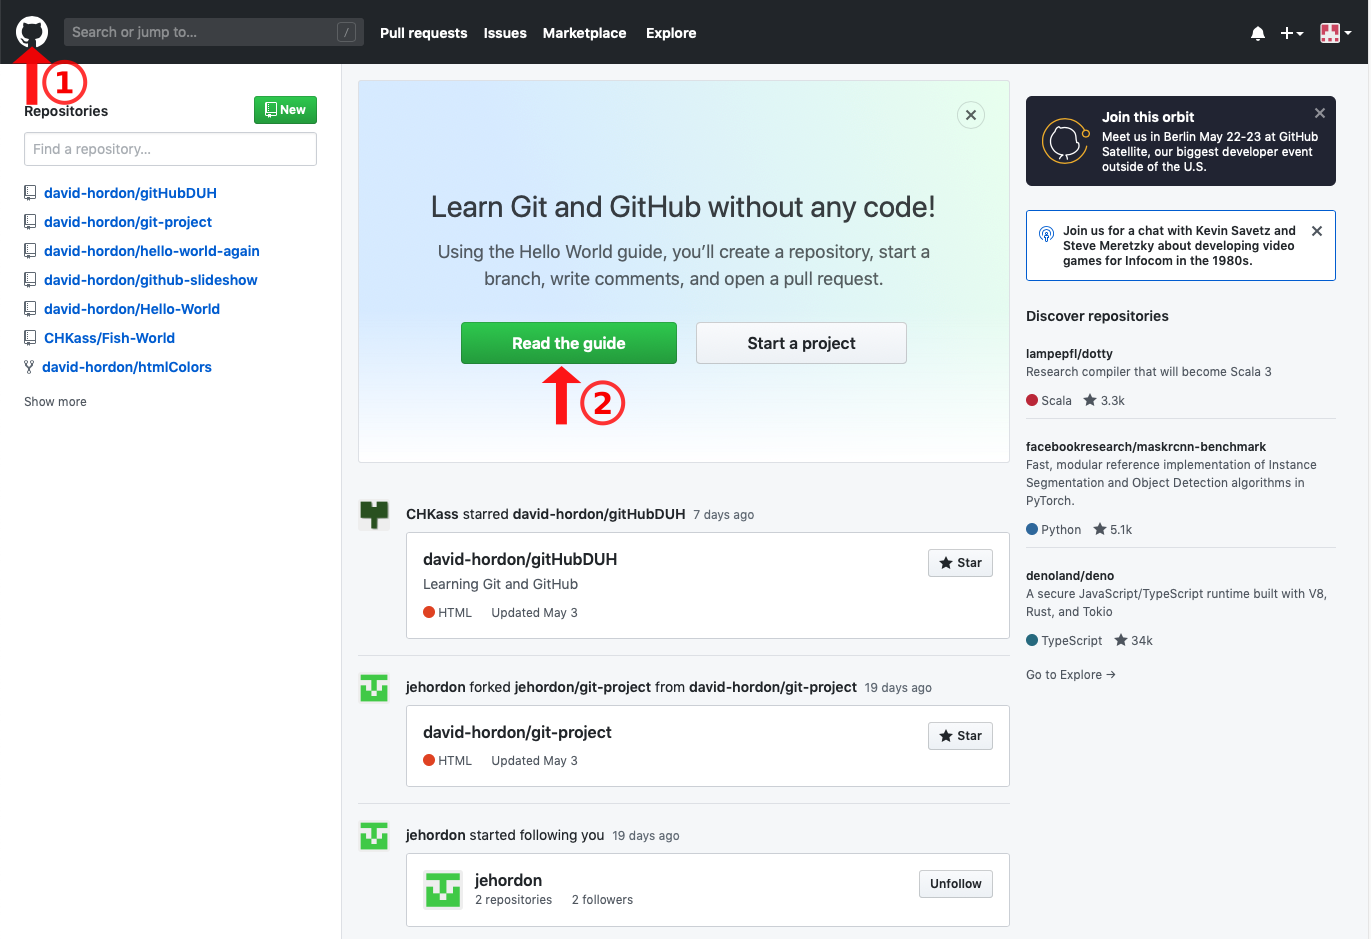 Search or jump to...
/
Pull requests
Issues
Marketplace
Explore
1
Repositories
New
Find a repository...
david-hordon/gitHubDUH
david-hordon/git-project
david-hordon/hello-world-again
david-hordon/github-slideshow
david-hordon/Hello-World
CHKass/Fish-World
david-hordon/htmlColors
Show more
Learn Git and GitHub without any code!
Using the Hello World guide, you’ll create a repository, start a
branch, write comments, and open a pull request.
Read the guide
Start a project
2
CHKass starred david-hordon/gitHubDUH 7 days ago
david-hordon/gitHubDUH
Star
Learning Git and GitHub
HTML Updated May 3
jehordon forked jehordon/git-project from david-hordon/git-project 19 days ago
david-hordon/git-project
Star
HTML Updated May 3
jehordon started following you 19 days ago
jehordon
2 repositories 2 followers
Unfollow
Join this orbit
Meet us in Berlin May 22-23 at GitHub
Satellite, our biggest developer event
outside of the U.S.
Join us for a chat with Kevin Savetz and
Steve Meretzky about developing video
games for Infocom in the 1980s.
Discover repositories
lampepfl/dotty
Research compiler that will become Scala 3
Scala 3.3k
facebookresearch/maskrcnn-benchmark
Fast, modular reference implementation of Instance
Segmentation and Object Detection algorithms in
PyTorch.
Python 5.1k
denoland/deno
A secure JavaScript/TypeScript runtime built with V8,
Rust, and Tokio
TypeScript 34k
Go to Explore →